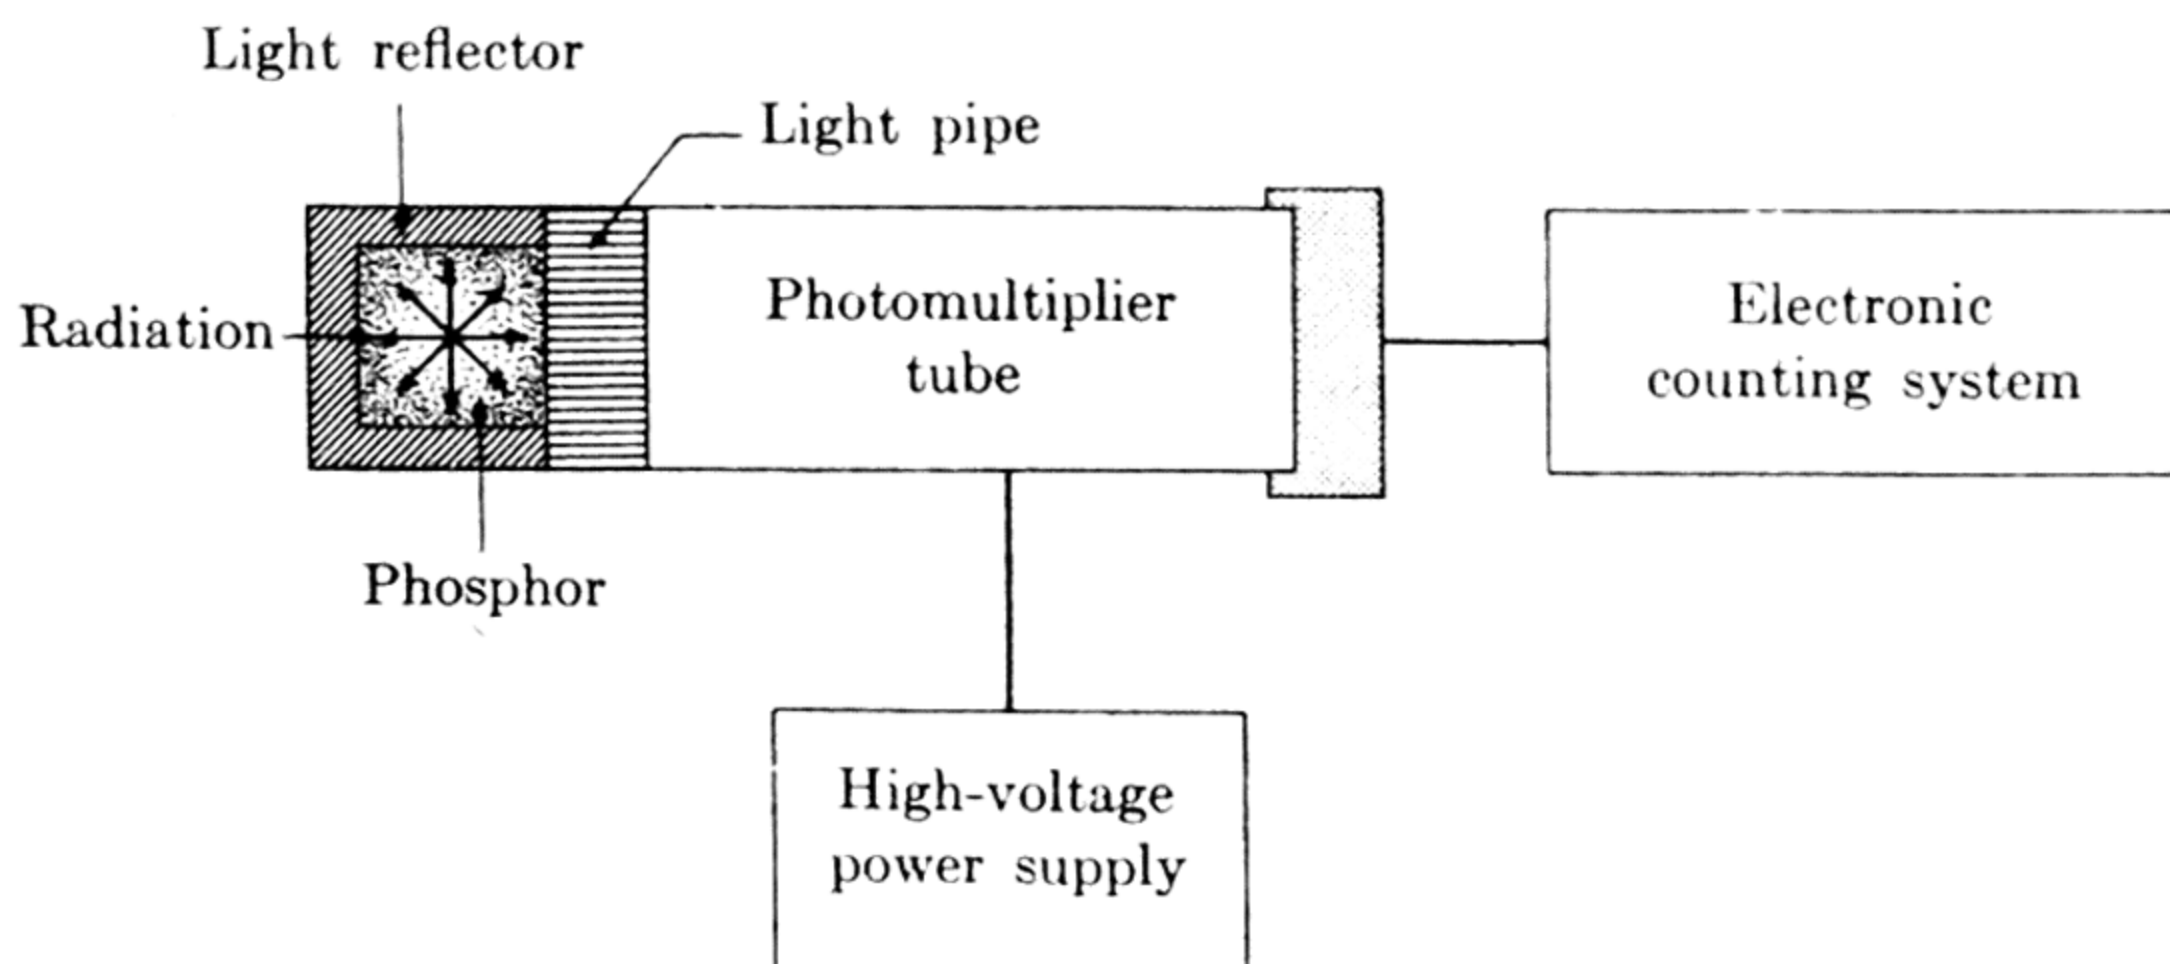 Light reflector
Light pipe
Radiation
Photomultiplier
tube
Electronic
counting system
Phosphor
High-voltage
power supply